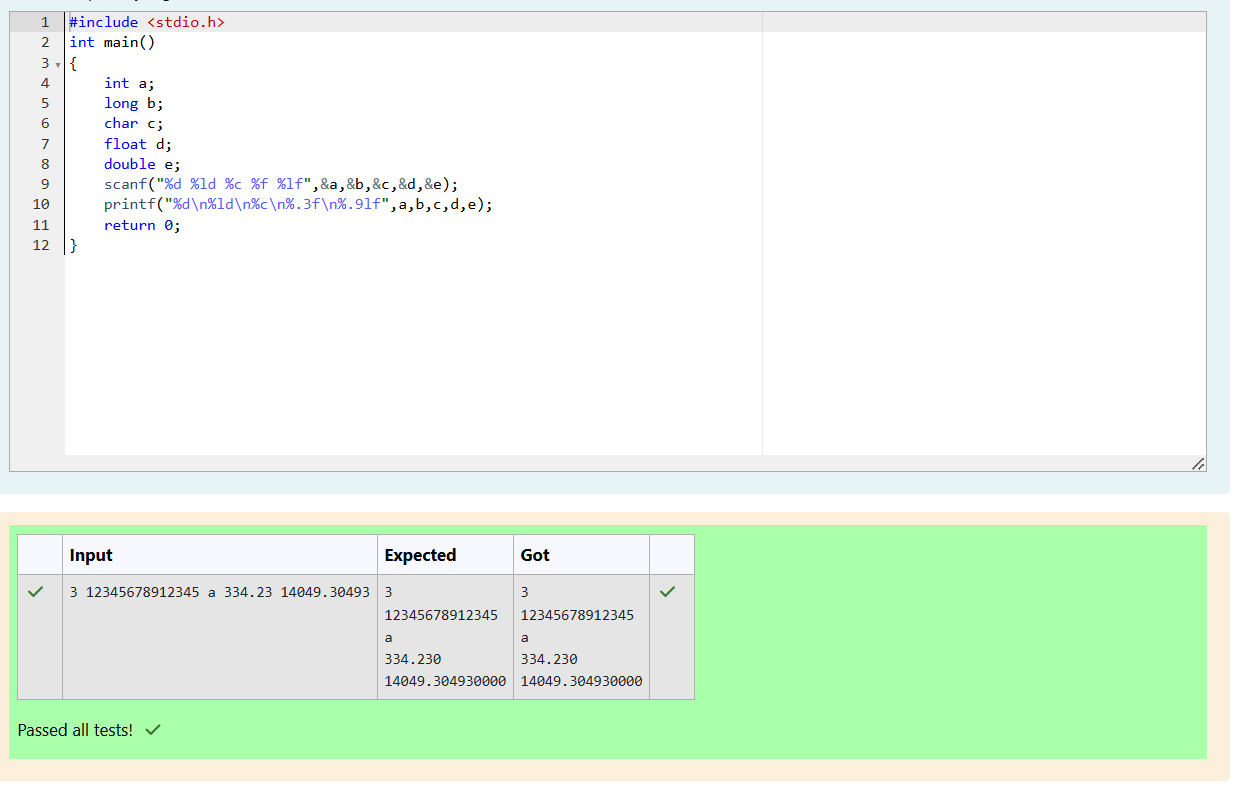 1 #include <stdio.h>
2 int main()
3 {
4     int a;
5     long b;
6     char c;
7     float d;
8     double e;
9     scanf("%d %ld %c %f %lf",&a,&b,&c,&d,&e);
10     printf("%d\n%ld\n%c\n%.3f\n%.9lf",a,b,c,d,e);
11     return 0;
12 }
Input Expected Got
3 12345678912345 a 334.23 14049.30493 3 3
12345678912345 12345678912345
a a
334.230 334.230
14049.304930000 14049.304930000
Passed all tests!